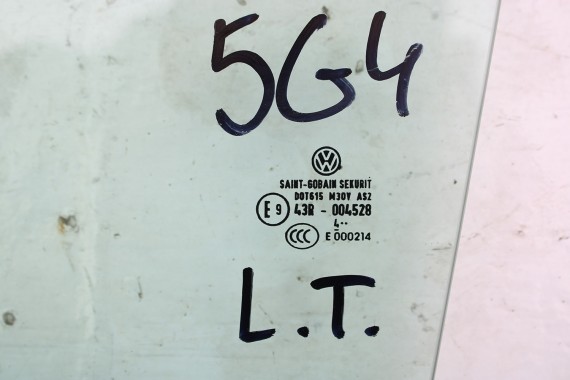 5G4
SAINT-GOBAIN SEKURIT
DOT615 M30V AS2
E 9 43R - 004528
4··
CCC E 000214
L.T.